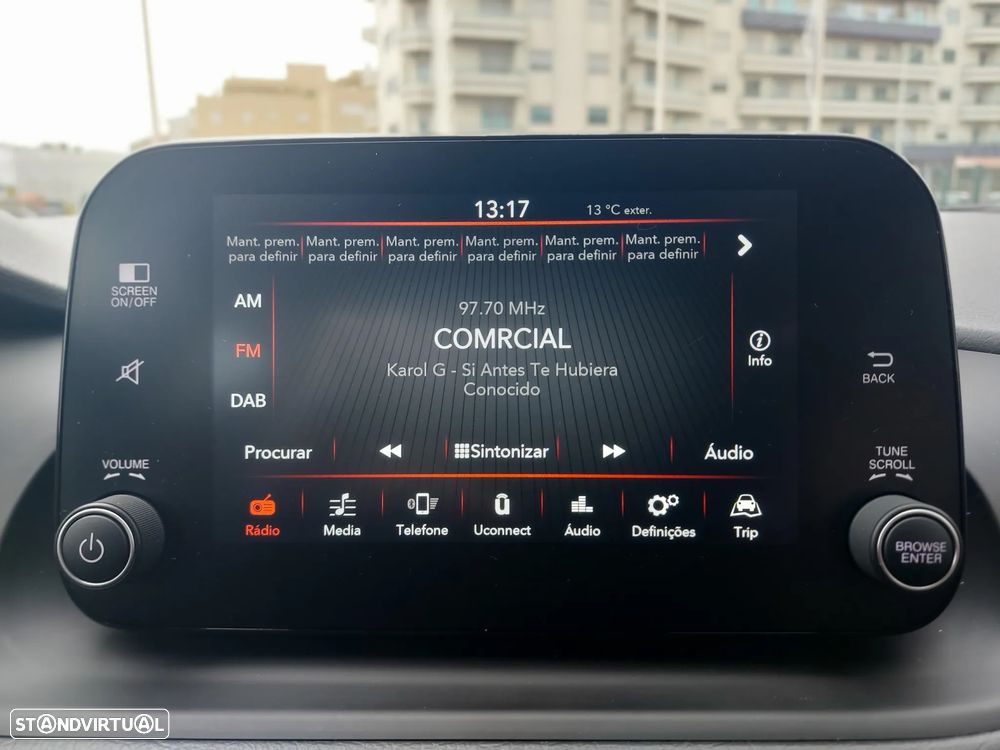 13:17
13 °C exter.
Mant. prem. Mant. prem. Mant. prem. Mant. prem. Mant. prem. Mant. prem.
para definir para definir para definir para definir para definir para definir
SCREEN
ON/OFF
AM
97.70 MHz
COMRCIAL
FM
Info
Karol G - Si Antes Te Hubiera
Conocido
BACK
DAB
Procurar
Sintonizar
Áudio
VOLUME
TUNE
SCROLL
Rádio Media Telefone Uconnect Áudio Definições Trip
BROWSE
ENTER
STANDVIRTUAL